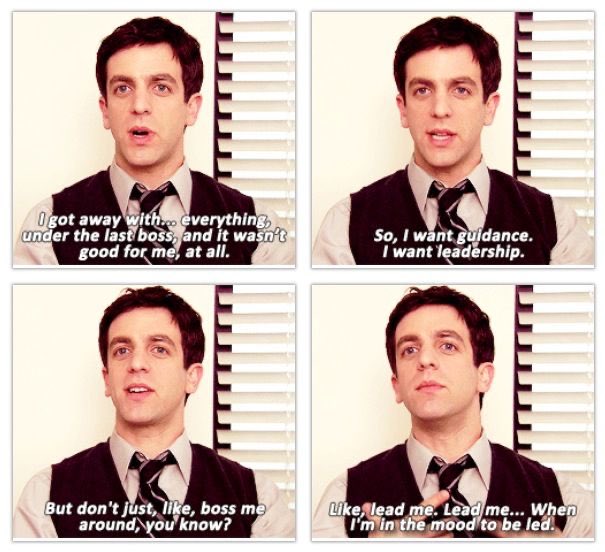 I got away with... everything,
under the last boss, and it wasn't
good for me, at all.
So, I want guidance.
I want leadership.
But don't just, like, boss me
around, you know?
Like, lead me. Lead me... When
I'm in the mood to be led.